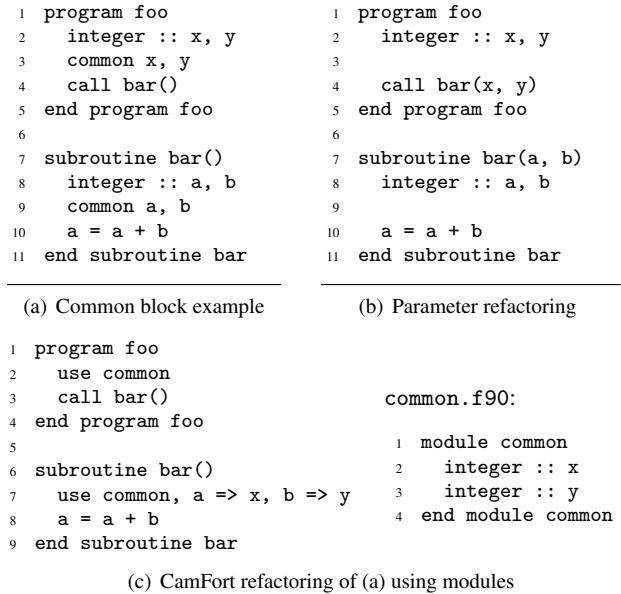 1 program foo
2   integer :: x, y
3   common x, y
4   call bar()
5 end program foo
6
7 subroutine bar()
8   integer :: a, b
9   common a, b
10   a = a + b
11 end subroutine bar
(a) Common block example
1 program foo
2   integer :: x, y
3
4   call bar(x, y)
5 end program foo
6
7 subroutine bar(a, b)
8   integer :: a, b
9
10   a = a + b
11 end subroutine bar
(b) Parameter refactoring
1 program foo
2   use common
3   call bar()
4 end program foo
5
6 subroutine bar()
7   use common, a => x, b => y
8   a = a + b
9 end subroutine bar
common.f90:
1 module common
2   integer :: x
3   integer :: y
4 end module common
(c) CamFort refactoring of (a) using modules